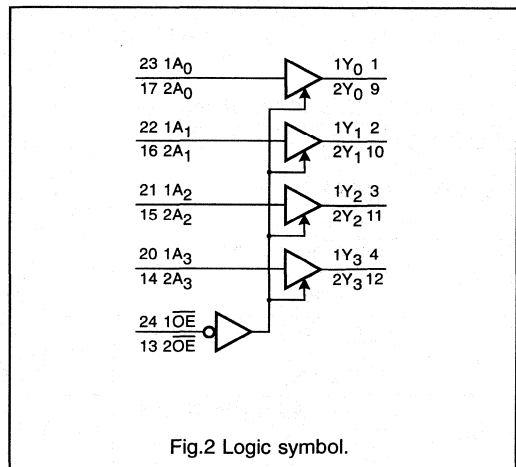 23 1A0 1Y0 1
17 2A0 2Y0 9
22 1A1 1Y1 2
16 2A1 2Y1 10
21 1A2 1Y2 3
15 2A2 2Y2 11
20 1A3 1Y3 4
14 2A3 2Y3 12
24 1O̅E̅
13 2O̅E̅
Fig.2 Logic symbol.